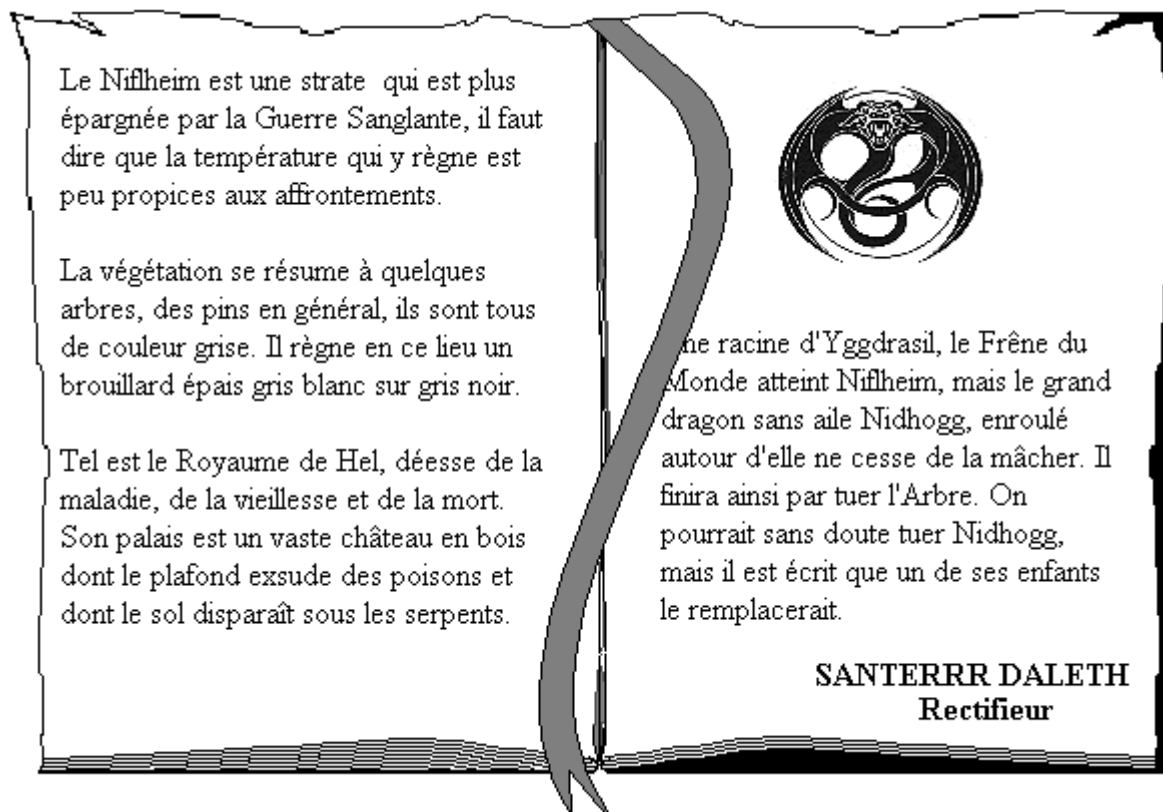 Le Niflheim est une strate qui est plus
épargnée par la Guerre Sanglante, il faut
dire que la température qui y règne est
peu propices aux affrontements.
La végétation se résume à quelques
arbres, des pins en général, ils sont tous
de couleur grise. Il règne en ce lieu un
brouillard épais gris blanc sur gris noir.
Tel est le Royaume de Hel, déesse de la
maladie, de la vieillesse et de la mort.
Son palais est un vaste château en bois
dont le plafond exsude des poisons et
dont le sol disparaît sous les serpents.
ne racine d'Yggdrasil, le Frêne du
Monde atteint Niflheim, mais le grand
dragon sans aile Nidhogg, enroulé
autour d'elle ne cesse de la mâcher. Il
finira ainsi par tuer l'Arbre. On
pourrait sans doute tuer Nidhogg,
mais il est écrit que un de ses enfants
le remplacerait.
SANTERRR DALETH
Rectifieur